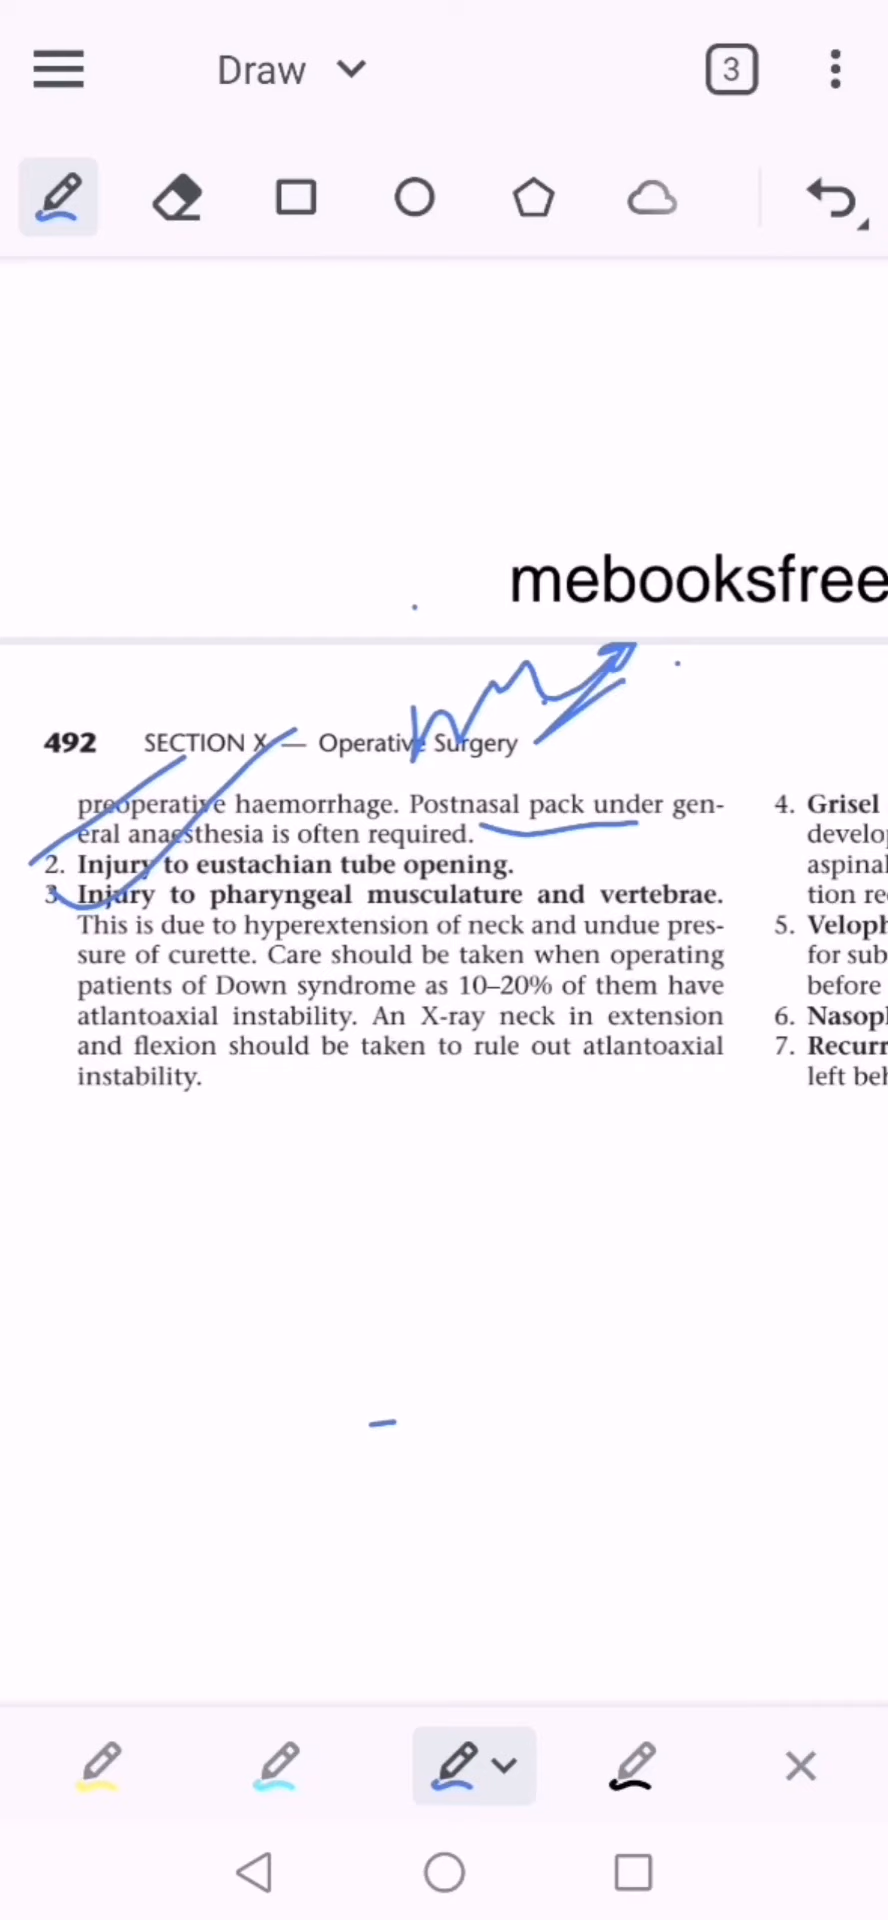 Draw
3
mebooksfree
492 SECTION X — Operative Surgery
preoperative haemorrhage. Postnasal pack under gen-
eral anaesthesia is often required.
2. Injury to eustachian tube opening.
3. Injury to pharyngeal musculature and vertebrae.
This is due to hyperextension of neck and undue pres-
sure of curette. Care should be taken when operating
patients of Down syndrome as 10–20% of them have
atlantoaxial instability. An X-ray neck in extension
and flexion should be taken to rule out atlantoaxial
instability.
4. Grisel
develop
aspinal
tion re
5. Veloph
for sub
before
6. Nasoph
7. Recurr
left beh